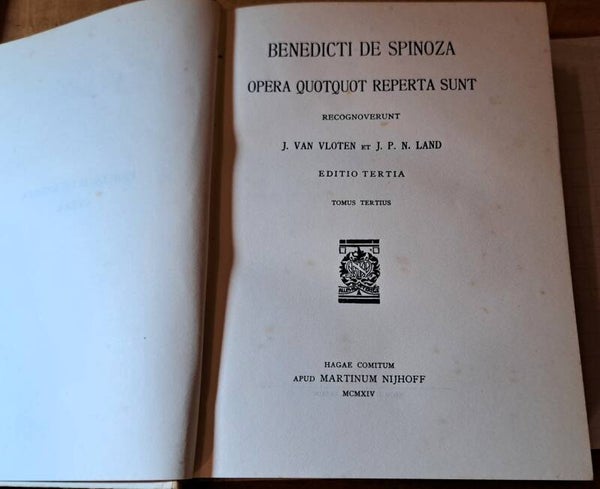 BENEDICTI DE SPINOZA
OPERA QUOTQUOT REPERTA SUNT
RECOGNOVERUNT
J. VAN VLOTEN ET J. P. N. LAND
EDITIO TERTIA
TOMUS TERTIUS
HAGAE COMITUM
APUD MARTINUM NIJHOFF
MCMXIV